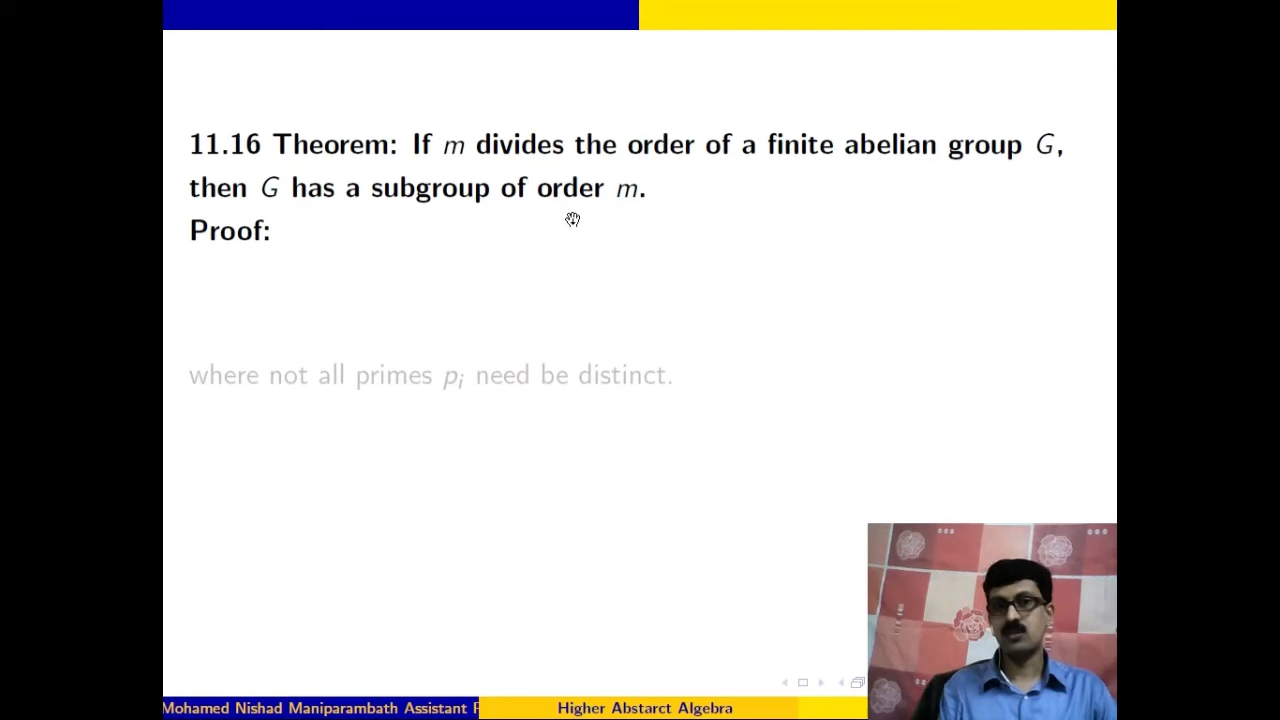 11.16 Theorem: If m divides the order of a finite abelian group G,
then G has a subgroup of order m.
Proof:
where not all primes pᵢ need be distinct.
Mohamed Nishad Maniparambath Assistant P
Higher Abstarct Algebra